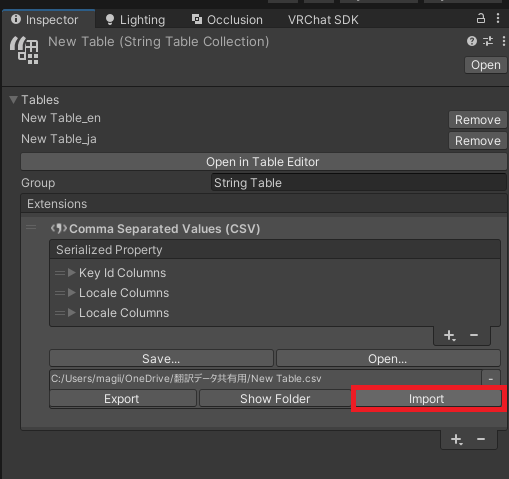 Inspector Lighting Occlusion VRChat SDK
New Table (String Table Collection)
Open
Tables
New Table_en Remove
New Table_ja Remove
Open in Table Editor
Group String Table
Extensions
Comma Separated Values (CSV)
Serialized Property
Key Id Columns
Locale Columns
Locale Columns
Save... Open...
C:/Users/magii/OneDrive/翻訳データ共有用/New Table.csv -
Export Show Folder Import